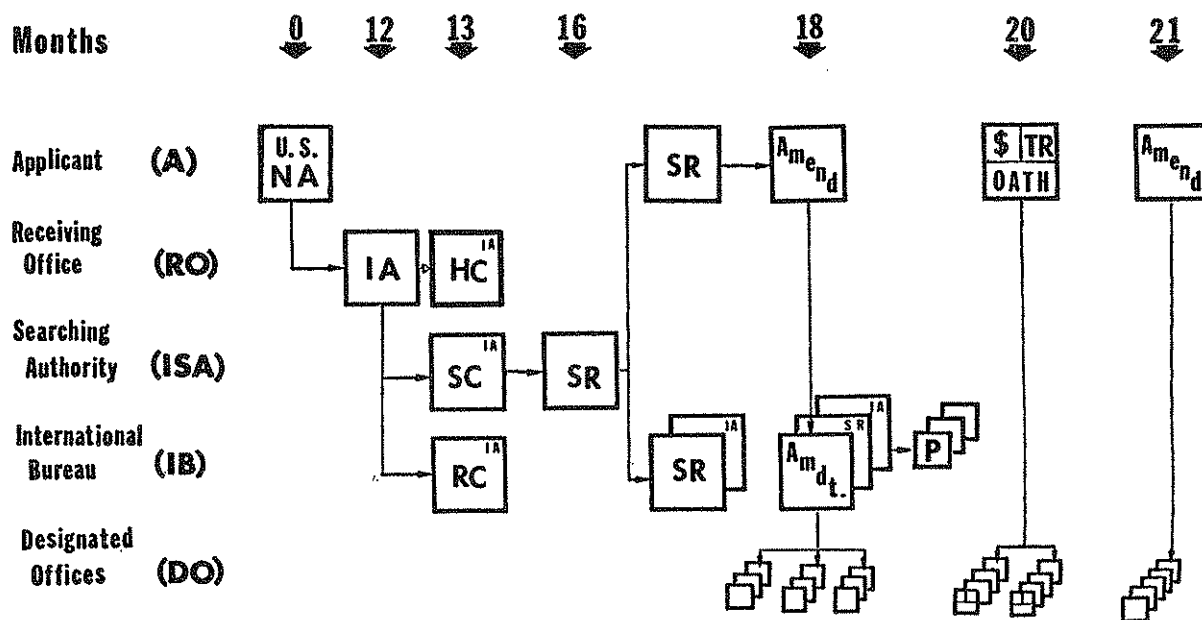 Months 0 12 13 16 18 20 21
Applicant (A)
U.S.
NA
SR
Amend
$ TR
OATH
Amend
Receiving
Office (RO)
IA
IA
HC
Searching
Authority (ISA)
IA
SC
SR
International
Bureau (IB)
IA
RC
IA
SR
IA
SR
Amdt.
P
Designated
Offices (DO)